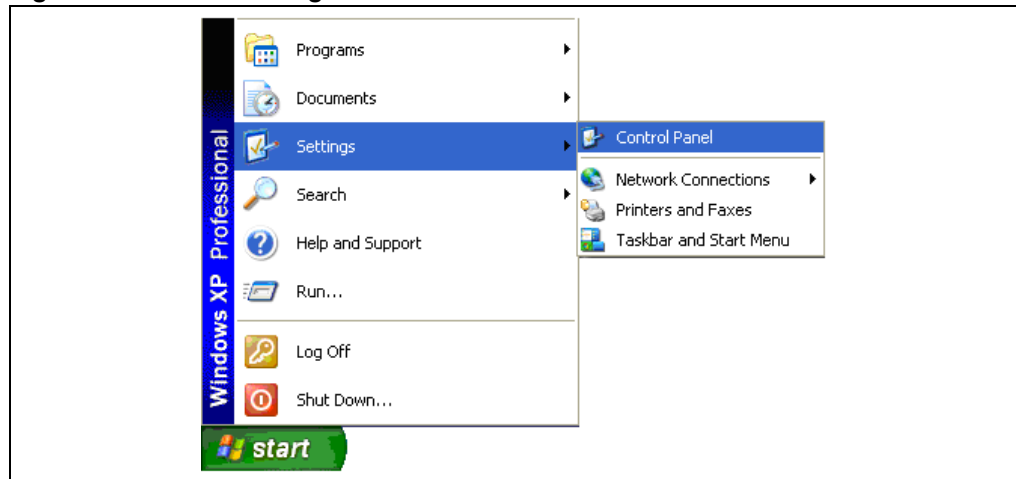 Programs
Documents
Settings
Search
Help and Support
Run...
Log Off
Shut Down...
Control Panel
Network Connections
Printers and Faxes
Taskbar and Start Menu
Windows XP Professional
start